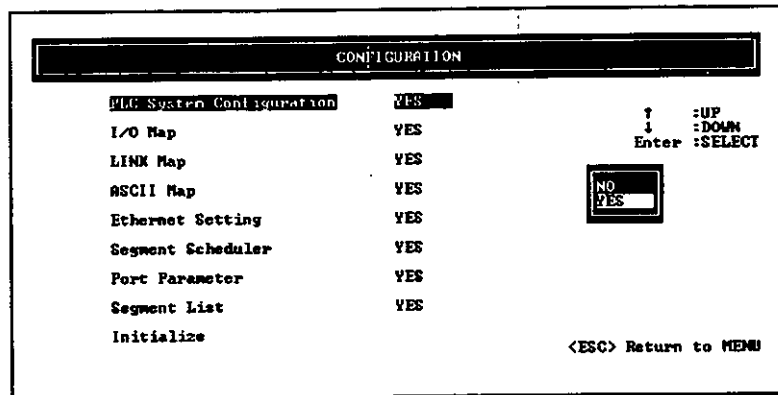 CONFIGURATION
PLC System Configuration YES
↑ :UP
I/O Map YES
↓ :DOWN
Enter :SELECT
LINX Map YES
ASCII Map YES
NO
YES
Ethernet Setting YES
Segment Scheduler YES
Port Parameter YES
Segment List YES
Initialize
<ESC> Return to MENU